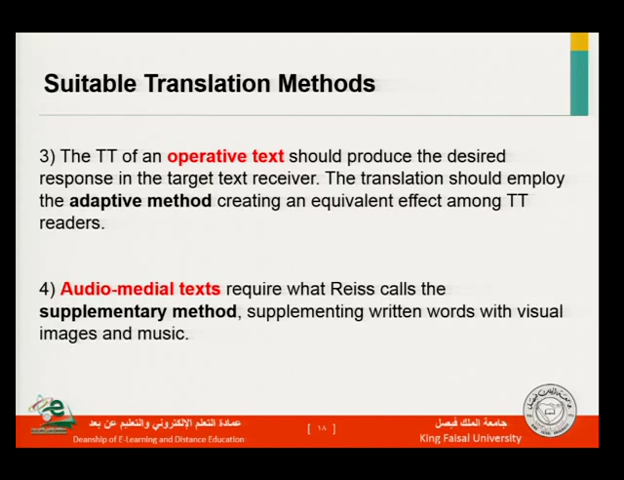 Suitable Translation Methods
3) The TT of an operative text should produce the desired
response in the target text receiver. The translation should employ
the adaptive method creating an equivalent effect among TT
readers.
4) Audio-medial texts require what Reiss calls the
supplementary method, supplementing written words with visual
images and music.
عمادة التعلم الإلكتروني والتعليم عن بعد
Deanship of E-Learning and Distance Education
[ ١٨ ]
جامعة الملك فيصل
King Faisal University